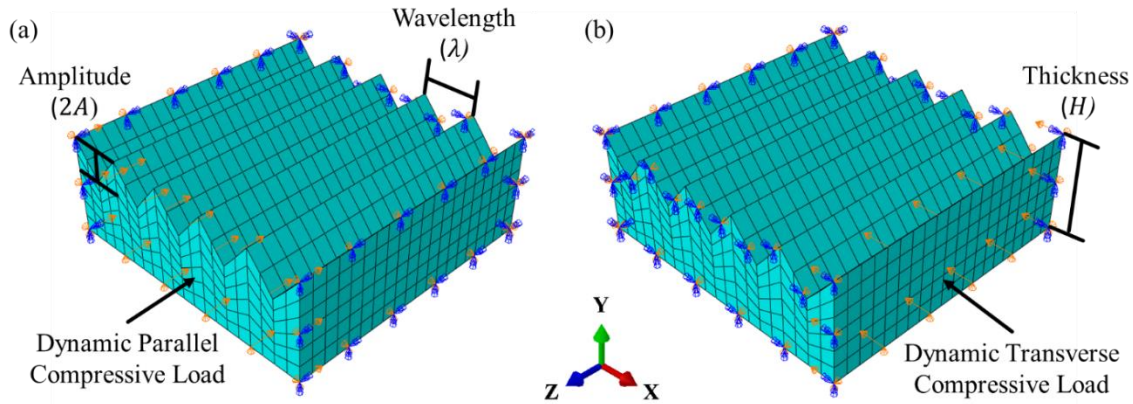 (a)
Wavelength
(λ)
Amplitude
(2A)
Dynamic Parallel
Compressive Load
(b)
Thickness
(H)
Dynamic Transverse
Compressive Load
Y
Z
X